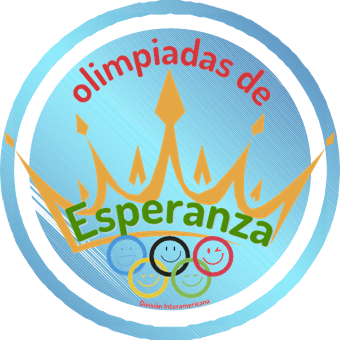 olimpiadas de
Esperanza
División Interamericana